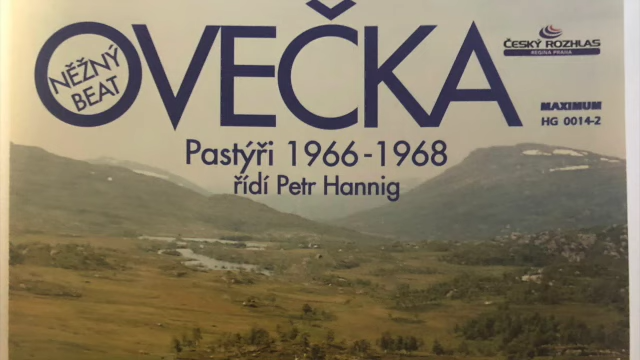 OVEČKA
NĚŽNÝ
BEAT
ČESKÝ ROZHLAS
REGINA PRAHA
MAXIMUM
HG 0014-2
Pastýři 1966-1968
řídí Petr Hannig